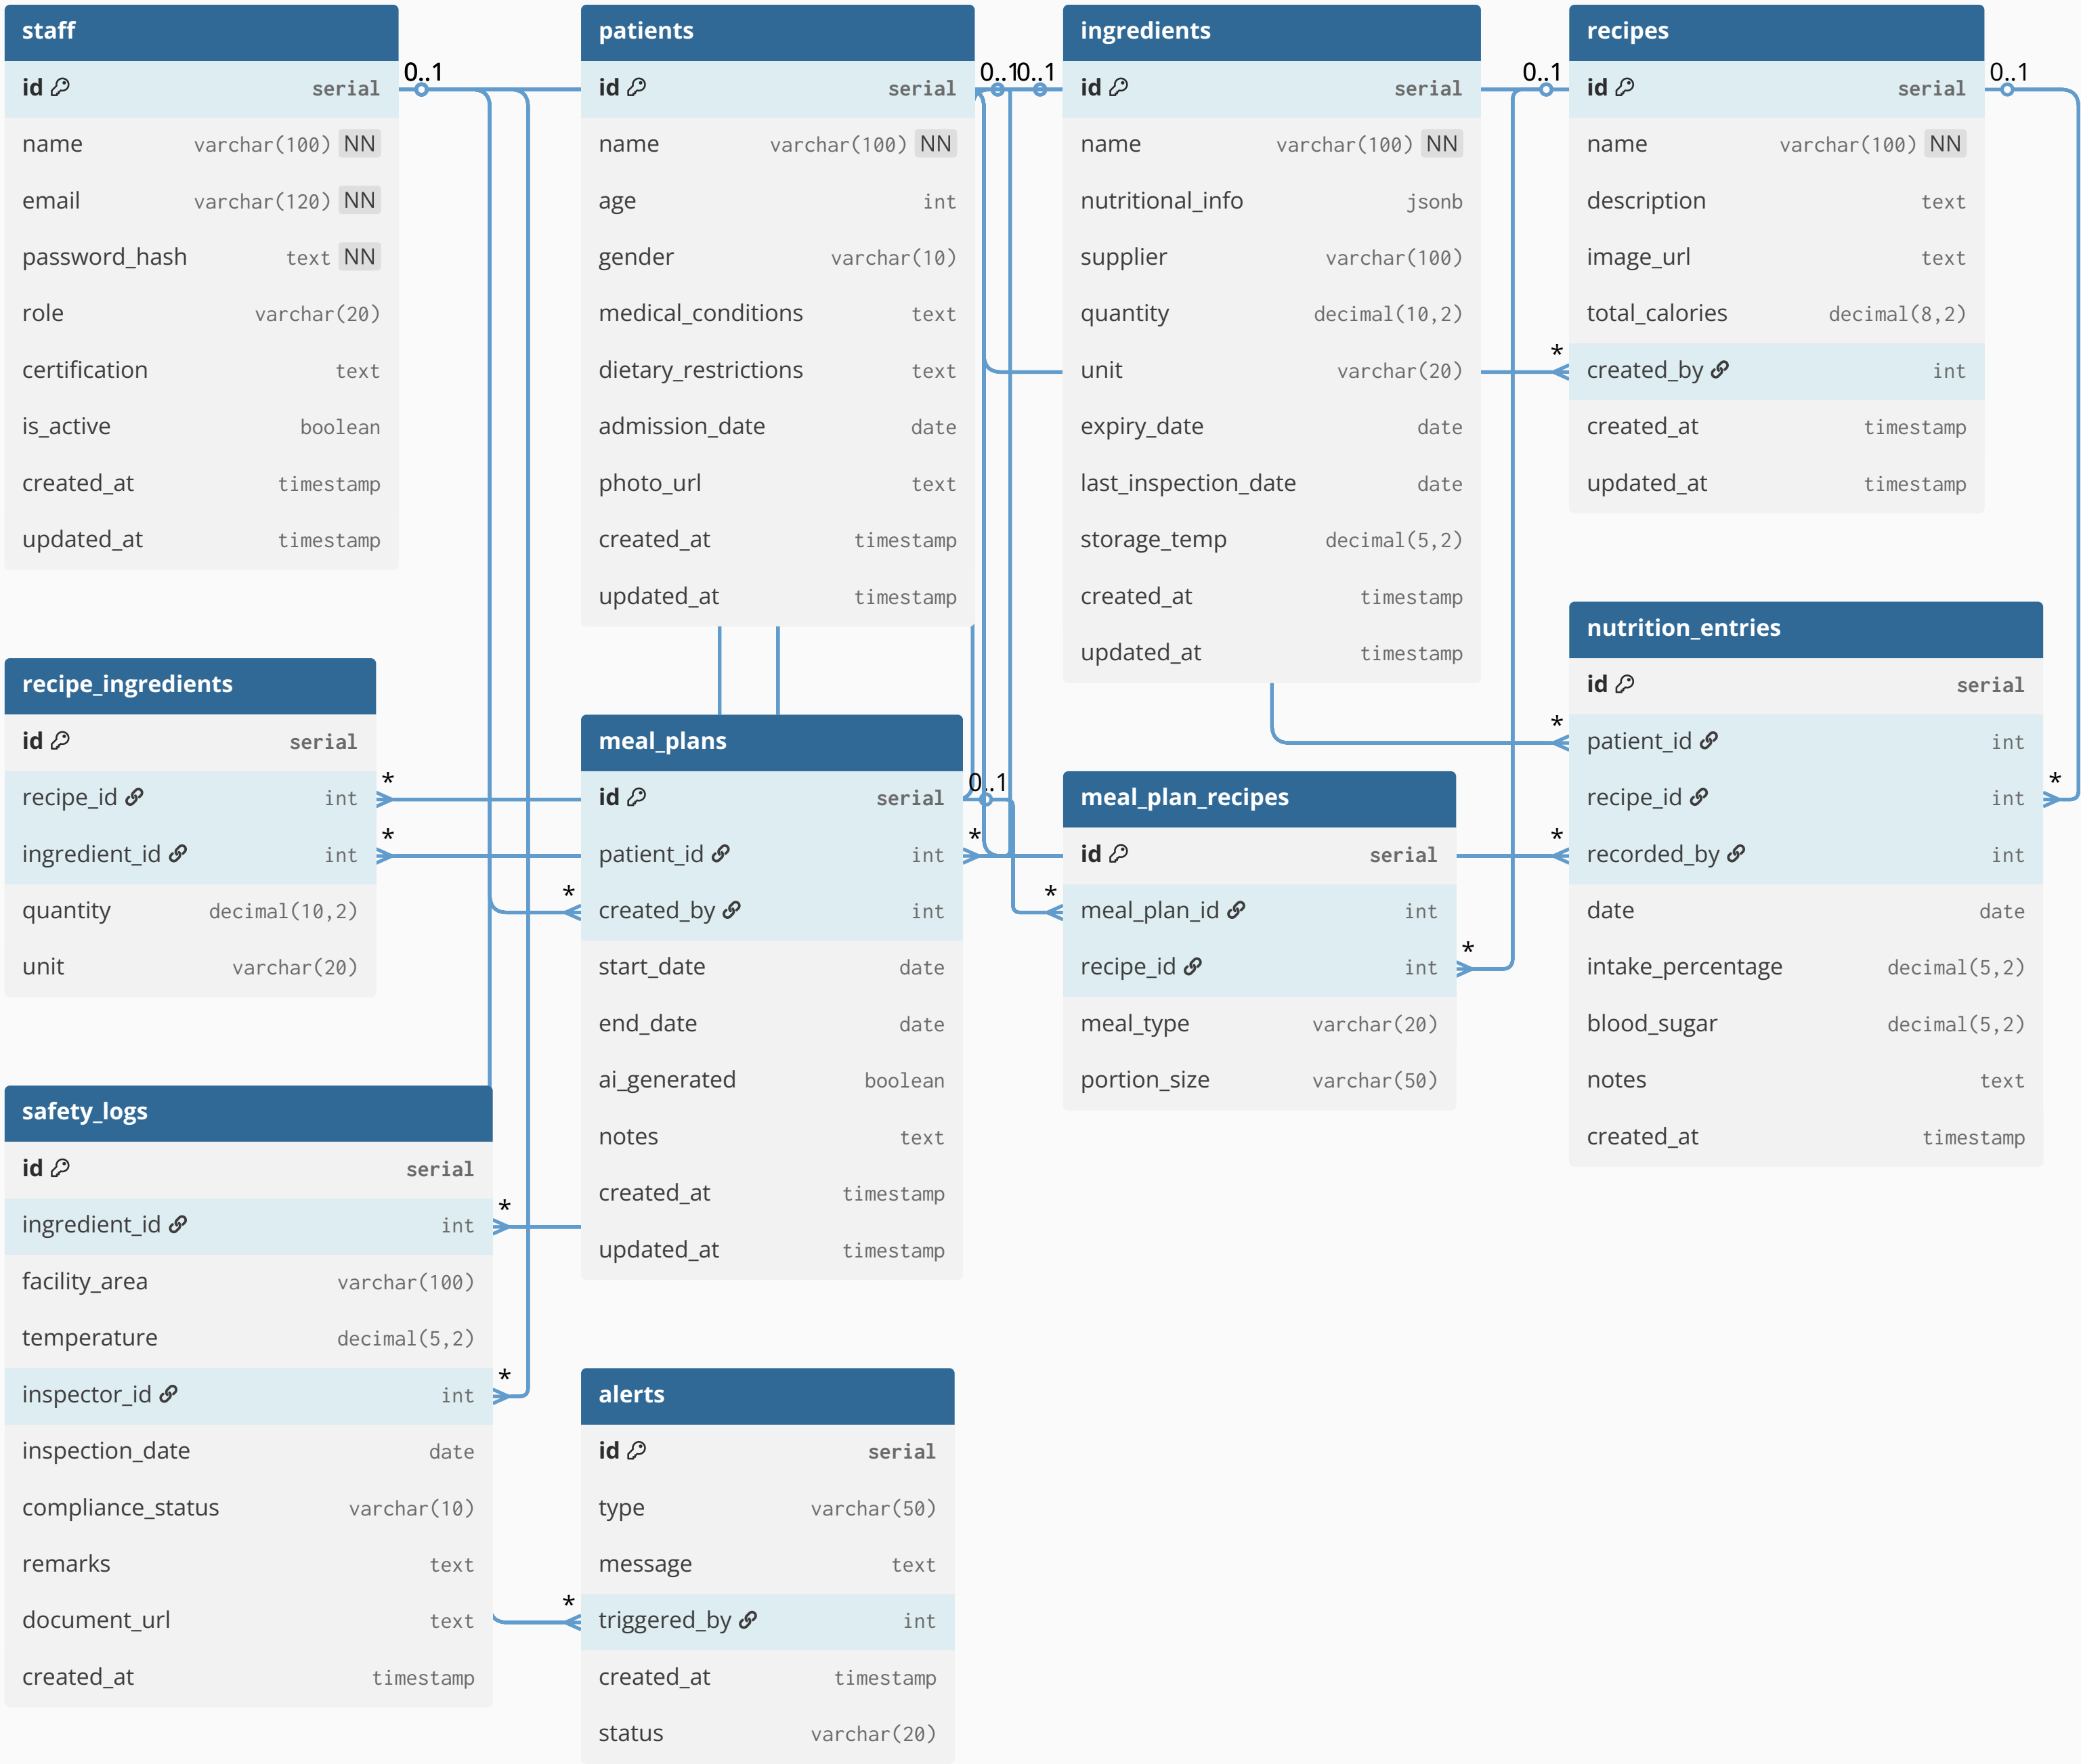 staff
id serial
name varchar(100) NN
email varchar(120) NN
password_hash text NN
role varchar(20)
certification text
is_active boolean
created_at timestamp
updated_at timestamp
0..1
patients
id serial
name varchar(100) NN
age int
gender varchar(10)
medical_conditions text
dietary_restrictions text
admission_date date
photo_url text
created_at timestamp
updated_at timestamp
0..1
0..1
ingredients
id serial
name varchar(100) NN
nutritional_info jsonb
supplier varchar(100)
quantity decimal(10,2)
unit varchar(20)
expiry_date date
last_inspection_date date
storage_temp decimal(5,2)
created_at timestamp
updated_at timestamp
0..1
*
recipes
id serial
name varchar(100) NN
description text
image_url text
total_calories decimal(8,2)
created_by int
created_at timestamp
updated_at timestamp
0..1
recipe_ingredients
id serial
recipe_id int
ingredient_id int
quantity decimal(10,2)
unit varchar(20)
*
*
*
meal_plans
id serial
patient_id int
created_by int
start_date date
end_date date
ai_generated boolean
notes text
created_at timestamp
updated_at timestamp
0..1
*
*
meal_plan_recipes
id serial
meal_plan_id int
recipe_id int
meal_type varchar(20)
portion_size varchar(50)
*
*
*
nutrition_entries
id serial
patient_id int
recipe_id int
recorded_by int
date date
intake_percentage decimal(5,2)
blood_sugar decimal(5,2)
notes text
created_at timestamp
*
safety_logs
id serial
ingredient_id int
facility_area varchar(100)
temperature decimal(5,2)
inspector_id int
inspection_date date
compliance_status varchar(10)
remarks text
document_url text
created_at timestamp
*
*
*
alerts
id serial
type varchar(50)
message text
triggered_by int
created_at timestamp
status varchar(20)